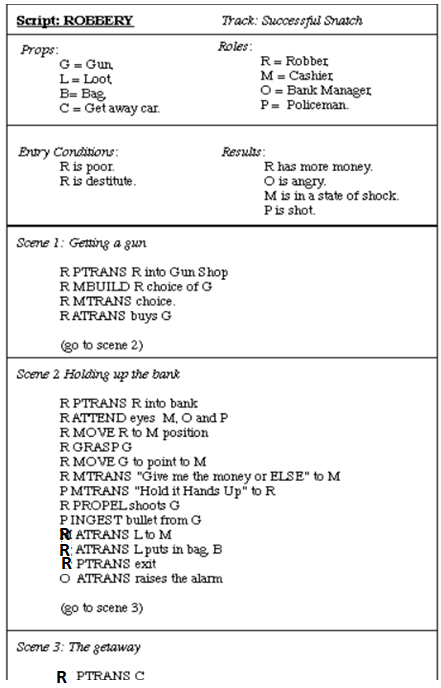 Script: ROBBERY Track: Successful Snatch
Props: Roles:
G = Gun, R = Robber,
L = Loot, M = Cashier,
B= Bag, O = Bank Manager,
C = Get away car. P = Policeman.
Entry Conditions: Results:
R is poor. R has more money.
R is destitute. O is angry.
M is in a state of shock.
P is shot.
Scene 1: Getting a gun
R PTRANS R into Gun Shop
R MBUILD R choice of G
R MTRANS choice.
R ATRANS buys G
(go to scene 2)
Scene 2 Holding up the bank
R PTRANS R into bank
R ATTEND eyes M, O and P
R MOVE R to M position
R GRASP G
R MOVE G to point to M
R MTRANS "Give me the money or ELSE" to M
P MTRANS "Hold it Hands Up" to R
R PROPEL shoots G
P INGEST bullet from G
R ATRANS L to M
R ATRANS L puts in bag, B
R PTRANS exit
O ATRANS raises the alarm
(go to scene 3)
Scene 3: The getaway
R PTRANS C